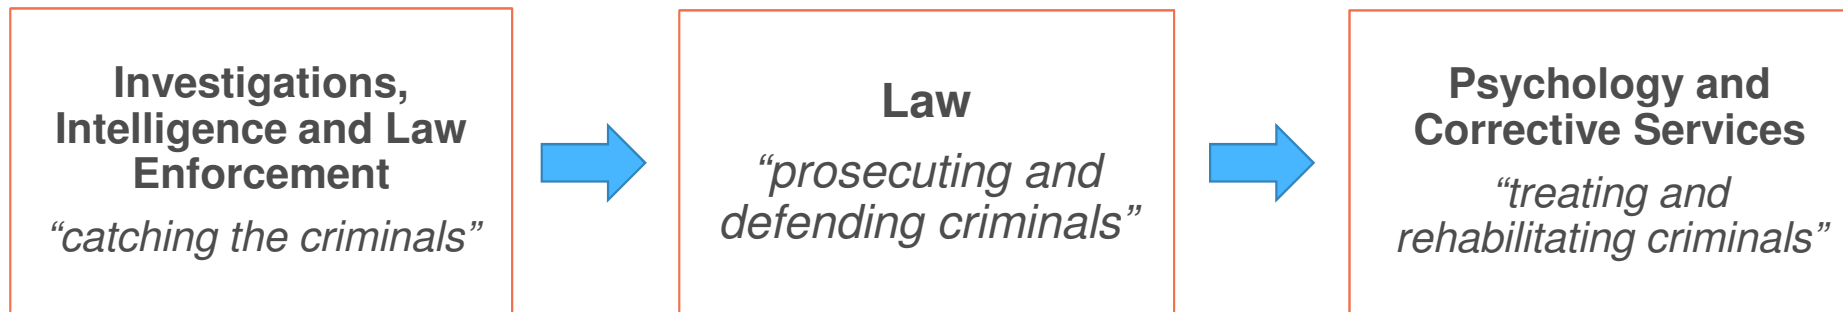 Investigations,
Intelligence and Law
Enforcement
“catching the criminals”
Law
“prosecuting and
defending criminals”
Psychology and
Corrective Services
“treating and
rehabilitating criminals”